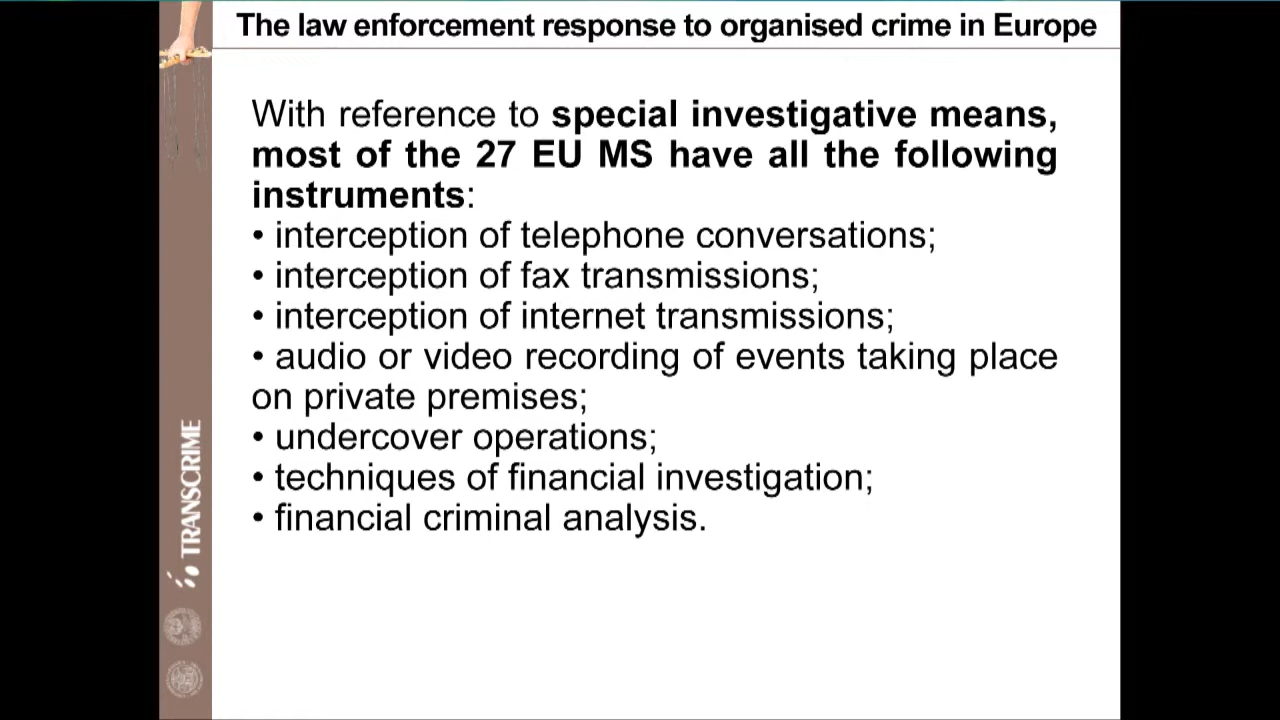 The law enforcement response to organised crime in Europe
With reference to special investigative means,
most of the 27 EU MS have all the following
instruments:
• interception of telephone conversations;
• interception of fax transmissions;
• interception of internet transmissions;
• audio or video recording of events taking place
on private premises;
• undercover operations;
• techniques of financial investigation;
• financial criminal analysis.
TRANSCRIME